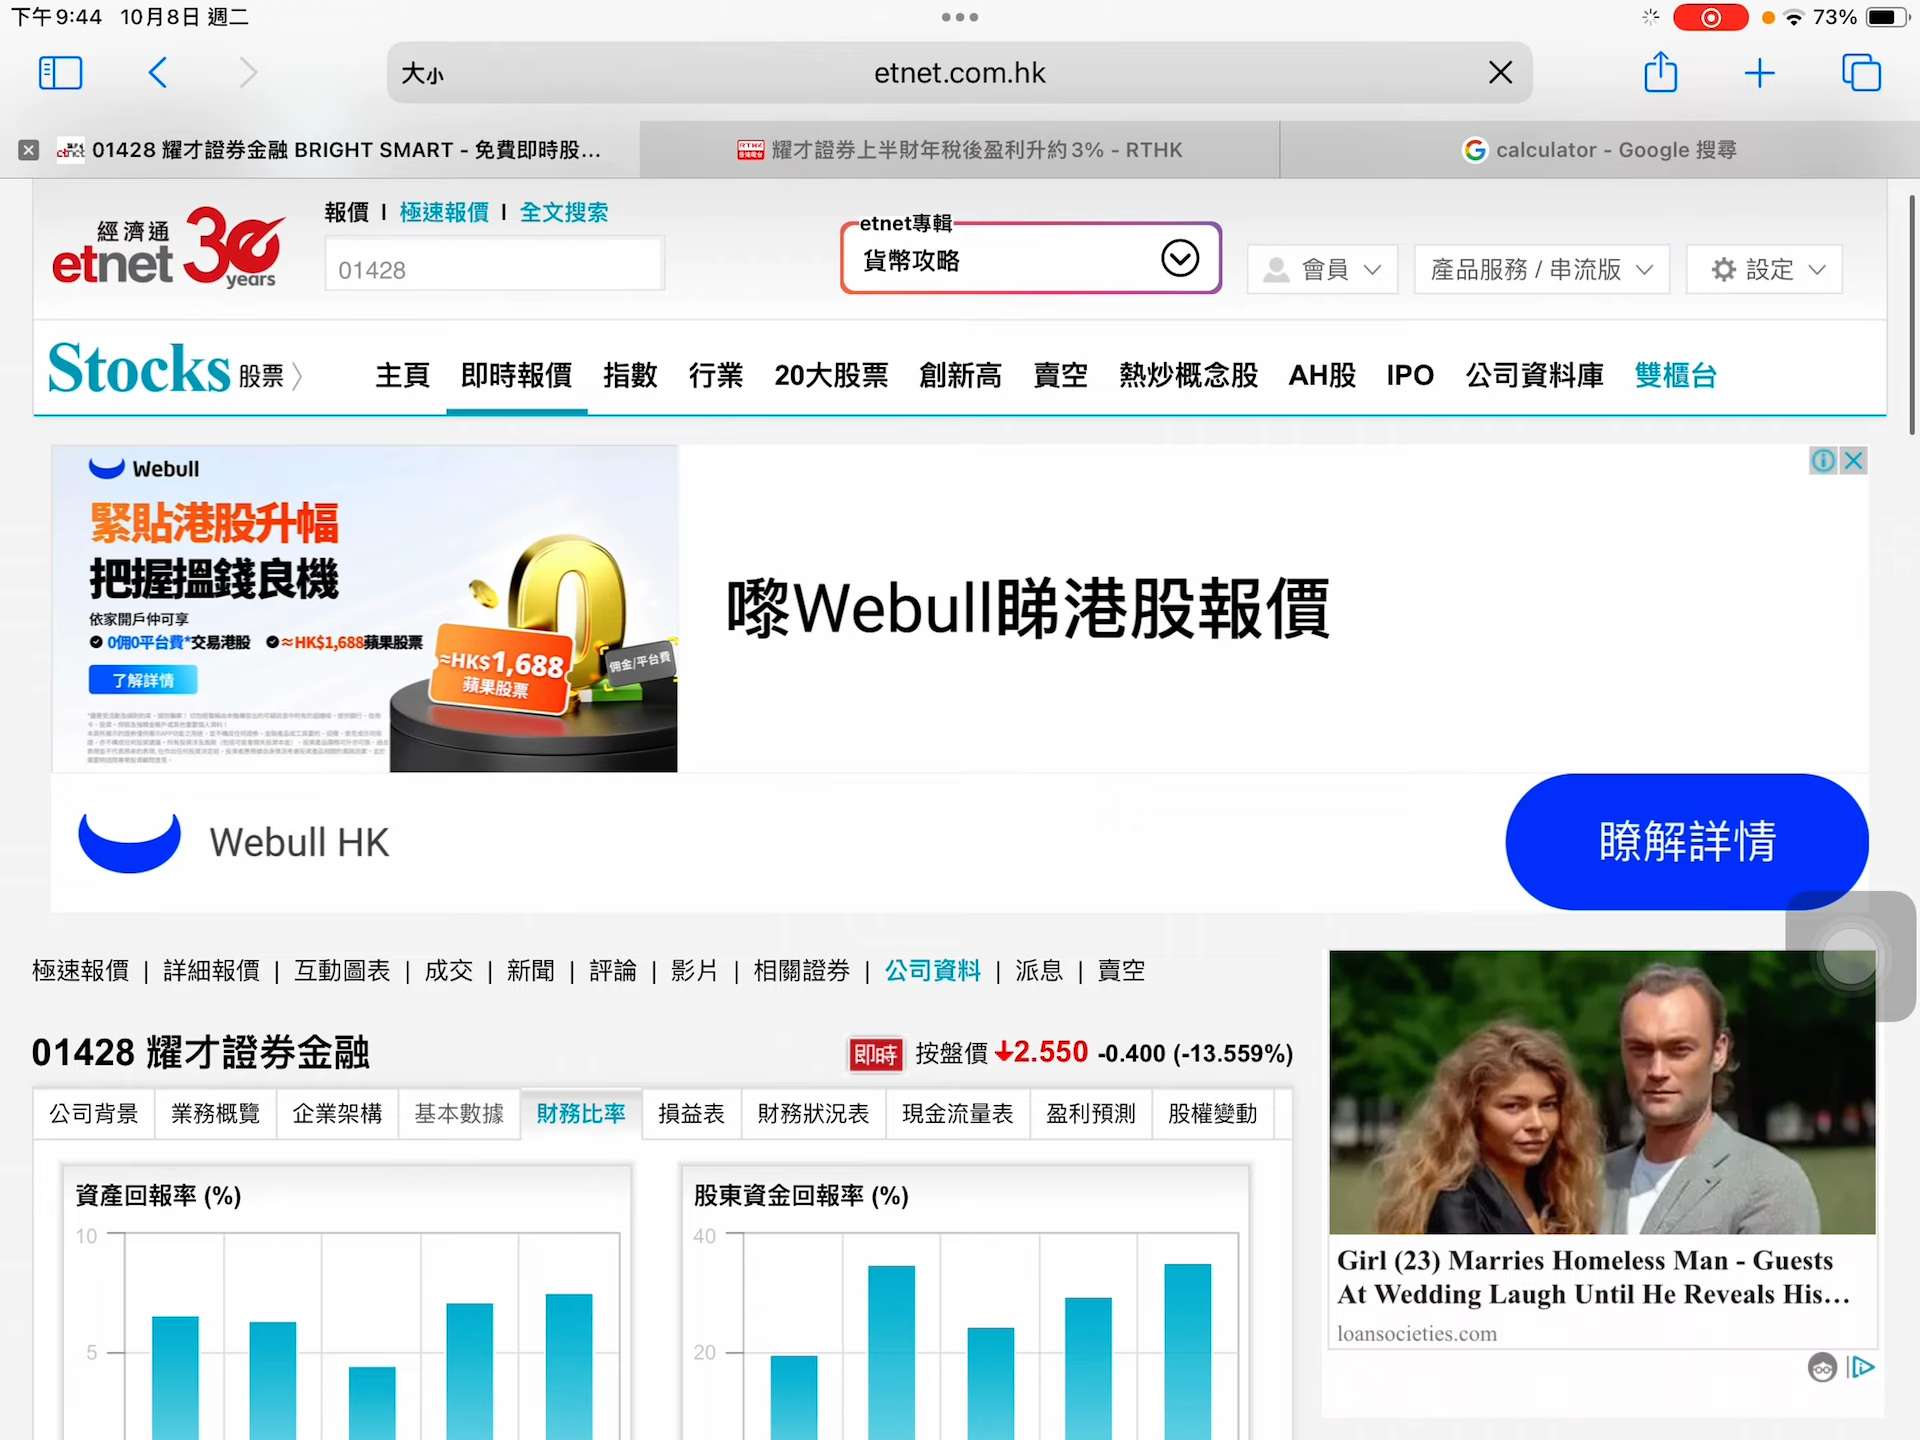 下午9:44 10月8日 週二
73%
大小
etnet.com.hk
01428 耀才證券金融 BRIGHT SMART - 免費即時股...
耀才證券上半財年稅後盈利升約3% - RTHK
calculator - Google 搜尋
經濟通
etnet 30 years
報價 | 極速報價 | 全文搜索
01428
etnet專輯
貨幣攻略
會員
產品服務 / 串流版
設定
Stocks 股票
主頁 即時報價 指數 行業 20大股票 創新高 賣空 熱炒概念股 AH股 IPO 公司資料庫 雙櫃台
Webull
緊貼港股升幅
把握搵錢良機
依家開戶仲可享
0佣0平台費*交易港股 ≈HK$1,688蘋果股票
了解詳情
≈HK$1,688
蘋果股票
佣金/平台費
嚟Webull睇港股報價
Webull HK
瞭解詳情
極速報價 | 詳細報價 | 互動圖表 | 成交 | 新聞 | 評論 | 影片 | 相關證券 | 公司資料 | 派息 | 賣空
01428 耀才證券金融
即時 按盤價 2.550 -0.400 (-13.559%)
公司背景 業務概覽 企業架構 基本數據 財務比率 損益表 財務狀況表 現金流量表 盈利預測 股權變動
資產回報率 (%)
10
5
股東資金回報率 (%)
40
20
Girl (23) Marries Homeless Man - Guests
At Wedding Laugh Until He Reveals His...
loansocieties.com